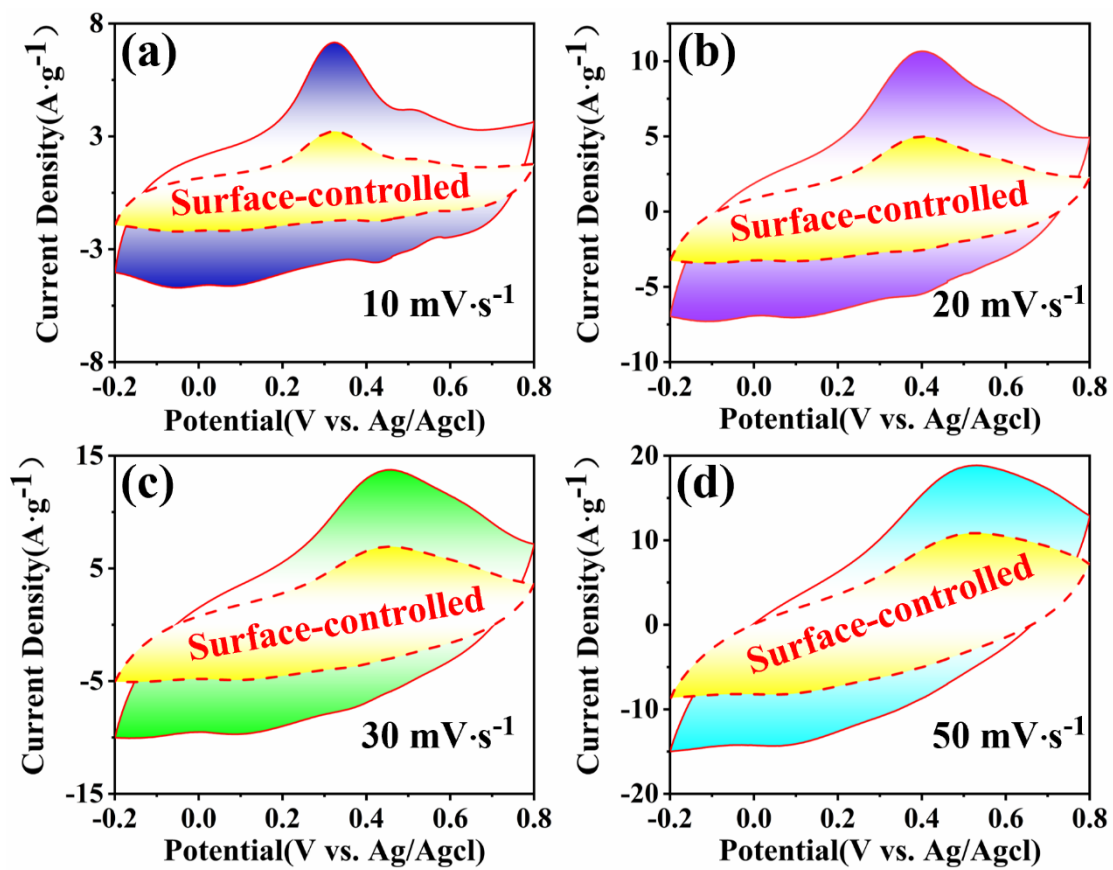 (a)
Current Density(A·g⁻¹)
8
3
-3
-8
Surface-controlled
10 mV·s⁻¹
-0.2 0.0 0.2 0.4 0.6 0.8
Potential(V vs. Ag/Agcl)
(b)
Current Density(A·g⁻¹)
10
5
0
-5
-10
Surface-controlled
20 mV·s⁻¹
-0.2 0.0 0.2 0.4 0.6 0.8
Potential(V vs. Ag/Agcl)
(c)
Current Density(A·g⁻¹)
15
5
-5
-15
Surface-controlled
30 mV·s⁻¹
-0.2 0.0 0.2 0.4 0.6 0.8
Potential(V vs. Ag/Agcl)
(d)
Current Density(A·g⁻¹)
20
10
0
-10
-20
Surface-controlled
50 mV·s⁻¹
-0.2 0.0 0.2 0.4 0.6 0.8
Potential(V vs. Ag/Agcl)